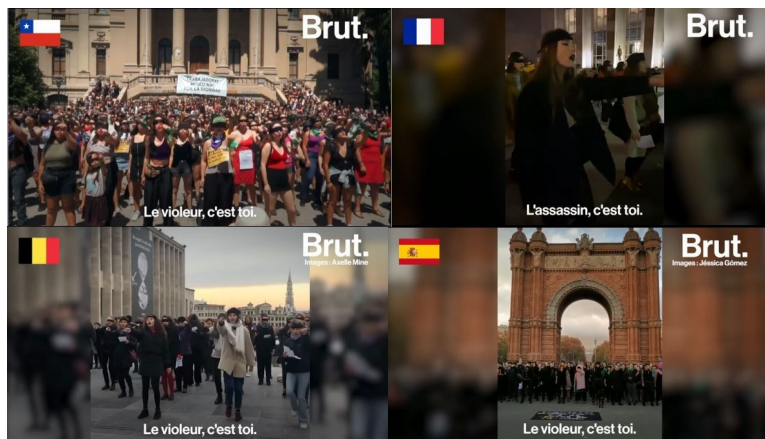 Brut.
Le violeur, c'est toi.
Brut.
L'assassin, c'est toi.
Brut.
Images : Axelle Mine
Le violeur, c'est toi.
Brut.
Images : Jéssica Gómez
Le violeur, c'est toi.